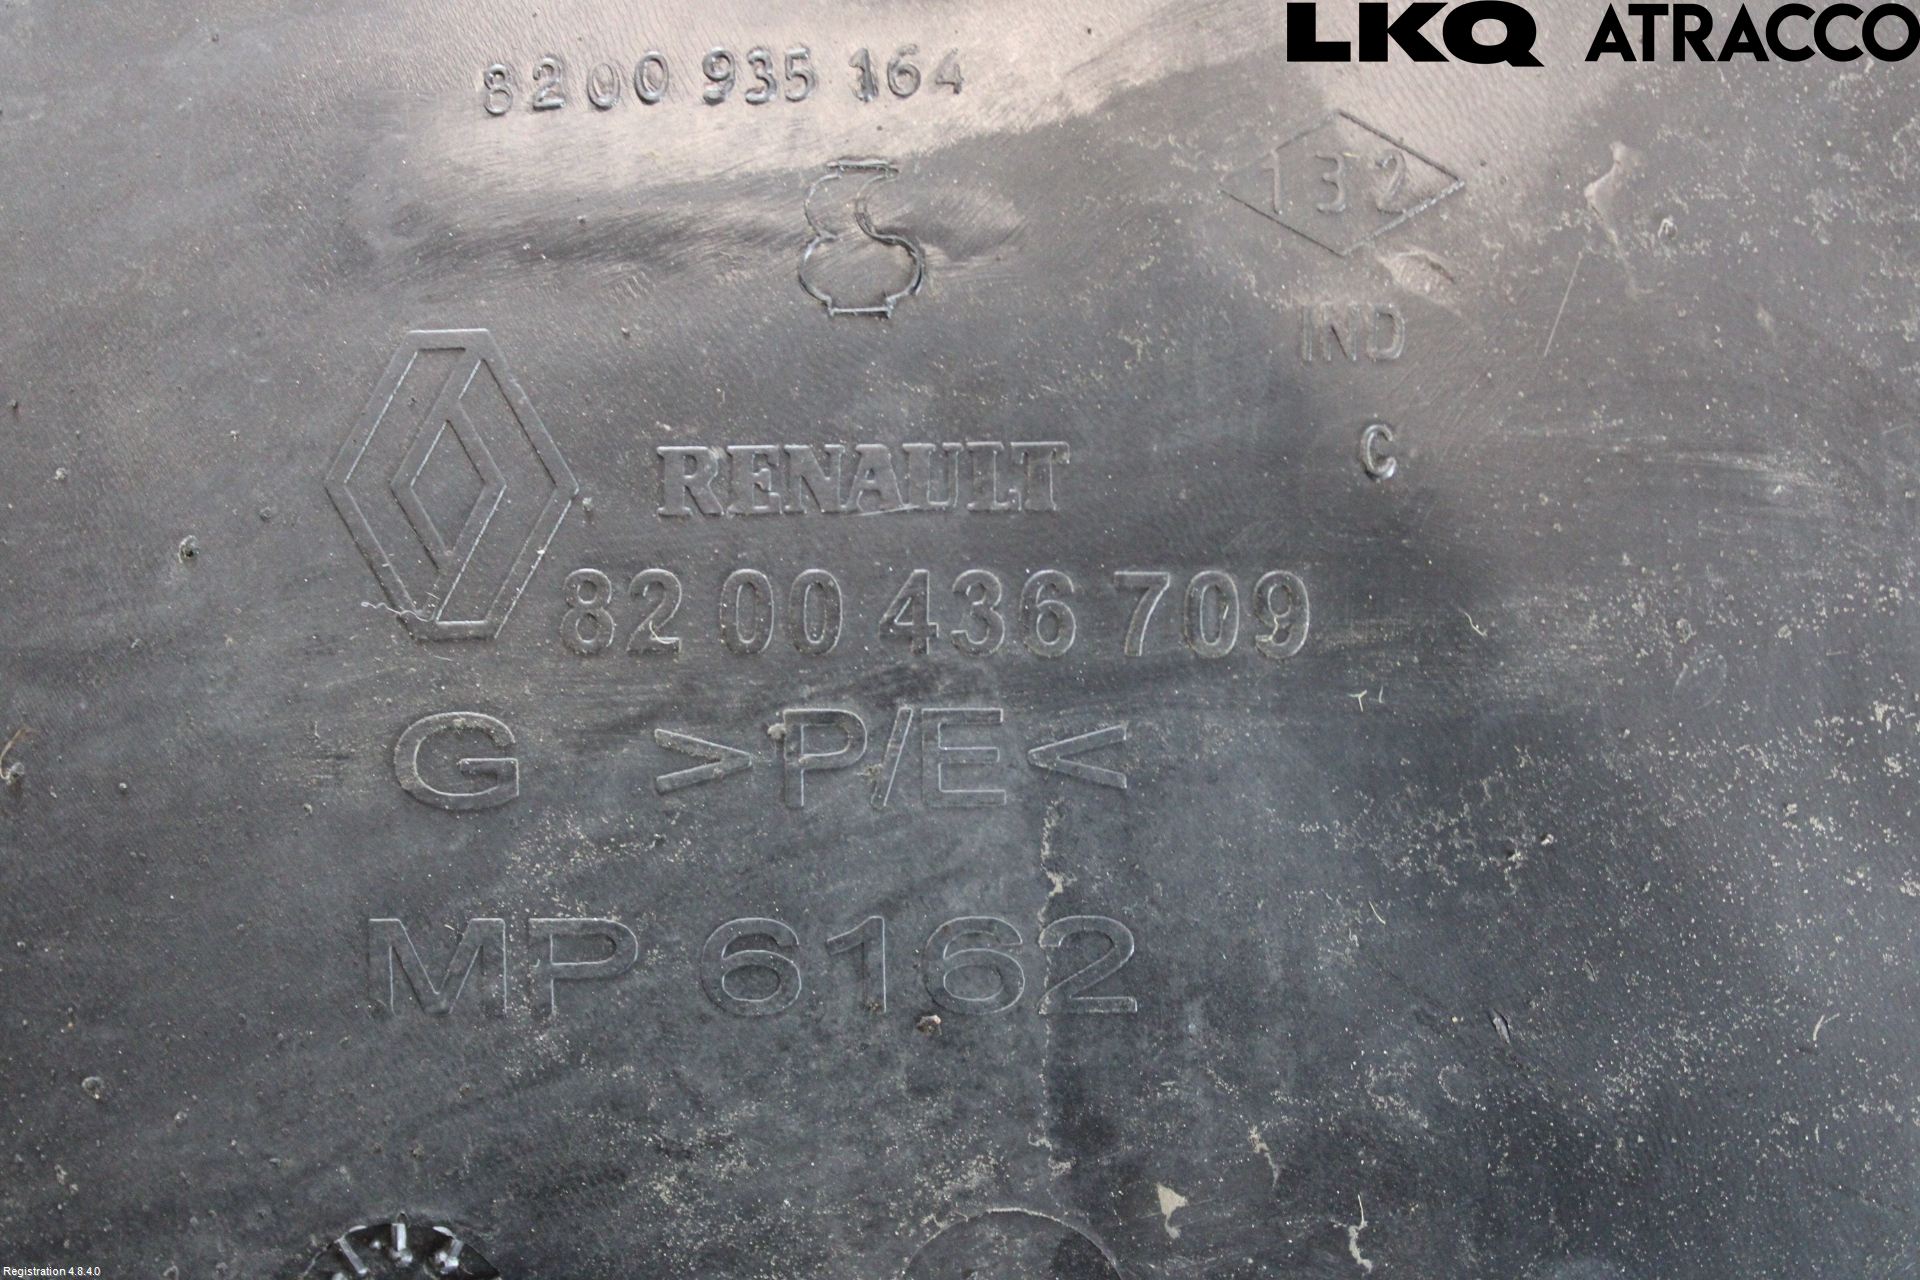 LKQ ATRACCO
8200 935 164
132
IND
C
RENAULT
82 00 436 709
G >P/E<
MP 6162
Registration 4.8.4.0